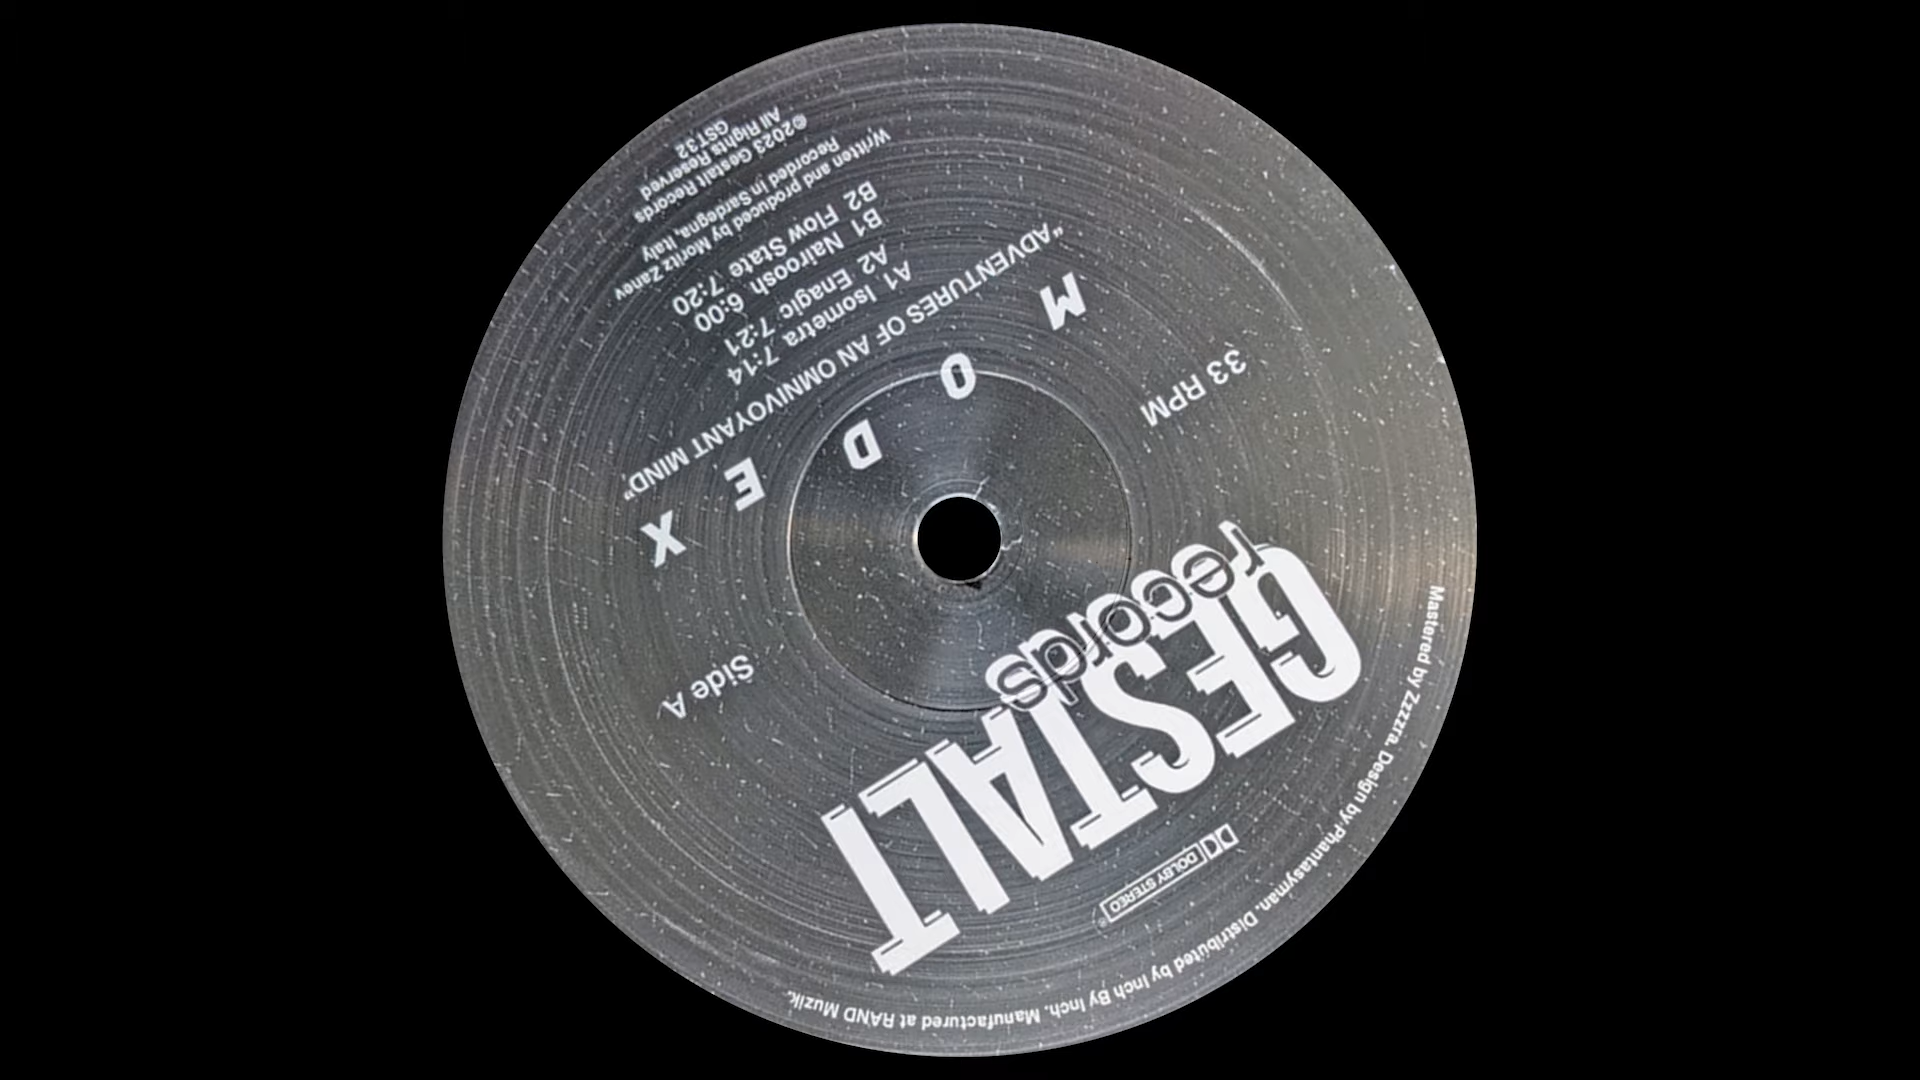 GESTALT
records
DOLBY STEREO
®
33 RPM
Side A
MODEX
“ADVENTURES OF AN OMNIVOYANT MIND”
A1 Isometra 7:14
A2 Enagic 7:21
B1 Nairoosh 6:00
B2 Flow State 7:20
Written and produced by Moritz Zanev
Recorded in Sardegna, Italy
©2023 Gestalt Records
All Rights Reserved
GST32
Mastered by Zzzzra. Design by Phantasyman. Distributed by Inch By Inch. Manufactured at RAND Muzik.